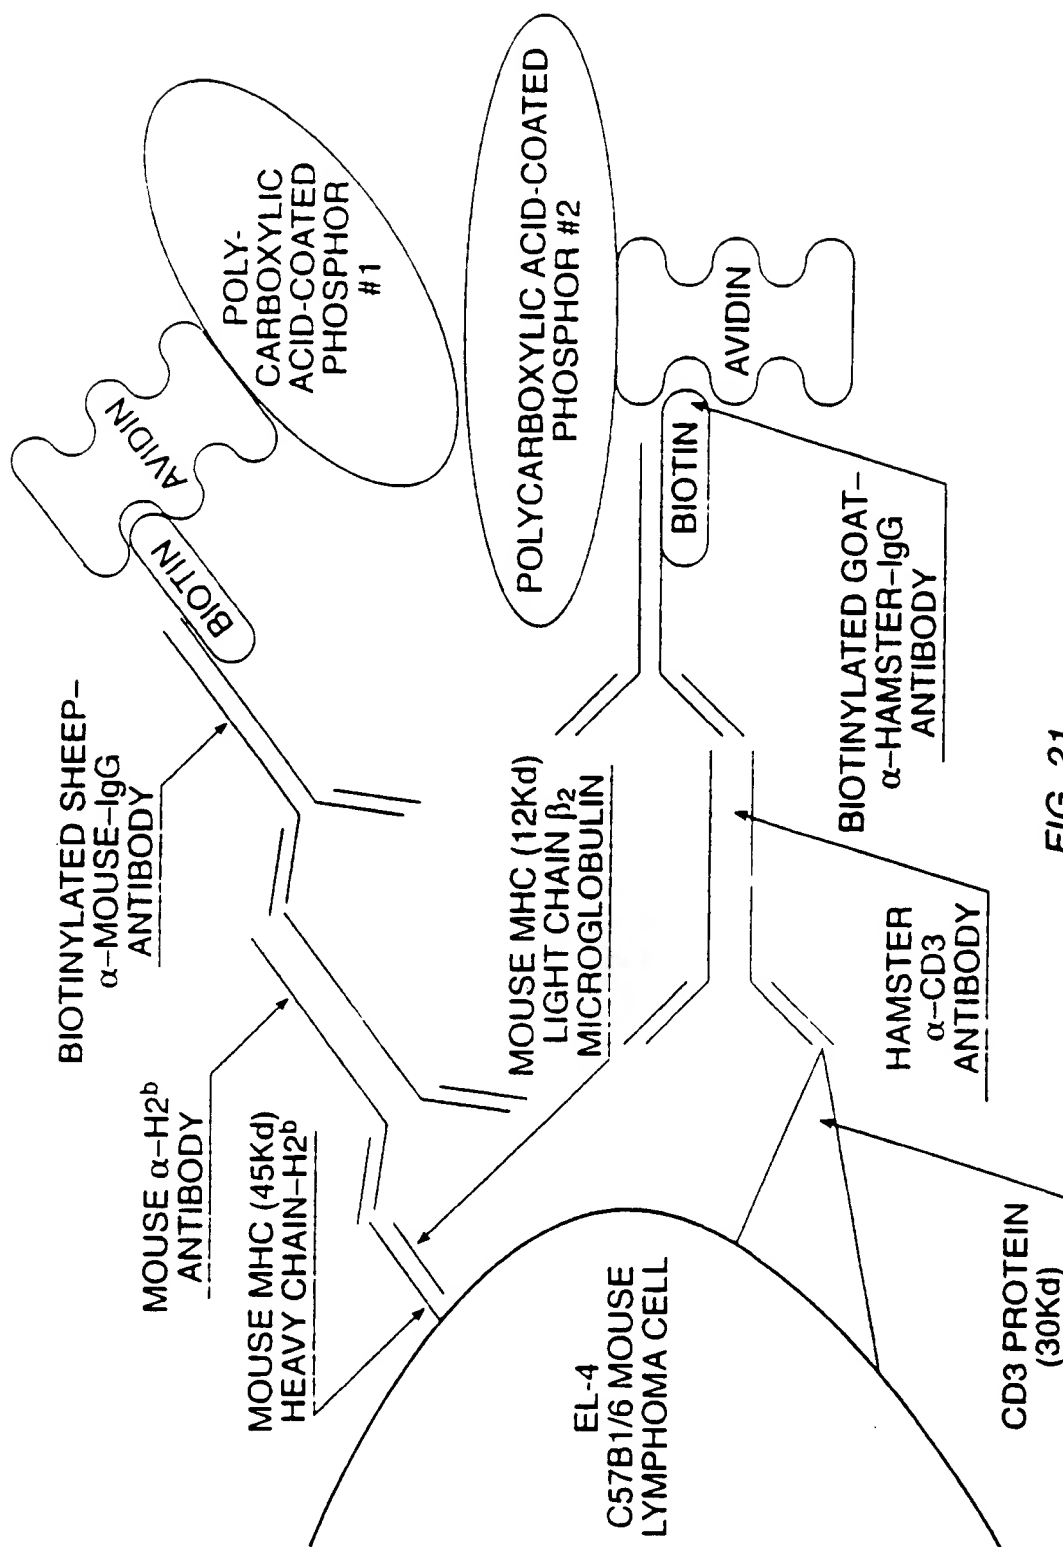 BIOTINYLATED SHEEP–
α–MOUSE–IgG
ANTIBODY
MOUSE α–H2ᵇ
ANTIBODY
MOUSE MHC (45Kd)
HEAVY CHAIN–H2ᵇ
BIOTIN
AVIDIN
POLY-
CARBOXYLIC
ACID-COATED
PHOSPHOR
#1
MOUSE MHC (12Kd)
LIGHT CHAIN β₂
MICROGLOBULIN
POLYCARBOXYLIC ACID-COATED
PHOSPHOR #2
EL-4
C57B1/6 MOUSE
LYMPHOMA CELL
BIOTIN
AVIDIN
BIOTINYLATED GOAT–
α–HAMSTER–IgG
ANTIBODY
HAMSTER
α–CD3
ANTIBODY
CD3 PROTEIN
(30Kd)
FIG. 21